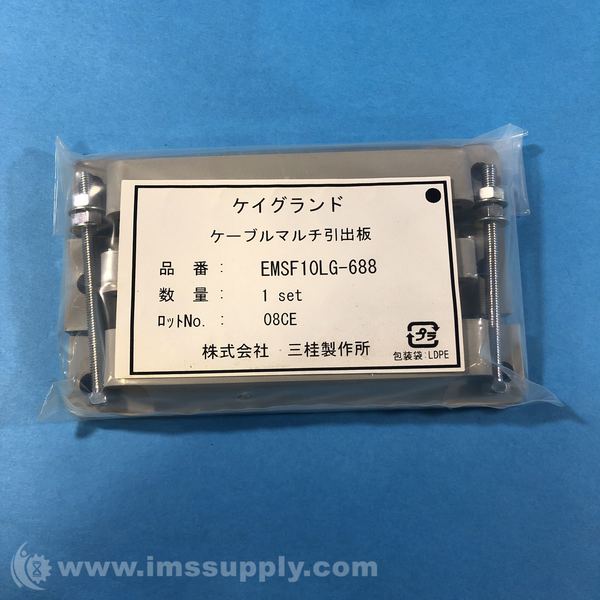 ケイグランド
ケーブルマルチ引出板
品 番 : EMSF10LG-688
数 量 : 1 set
ﾛｯﾄNo. : 08CE
株式会社 三桂製作所
プラ
包装袋:LDPE
www.imssupply.com